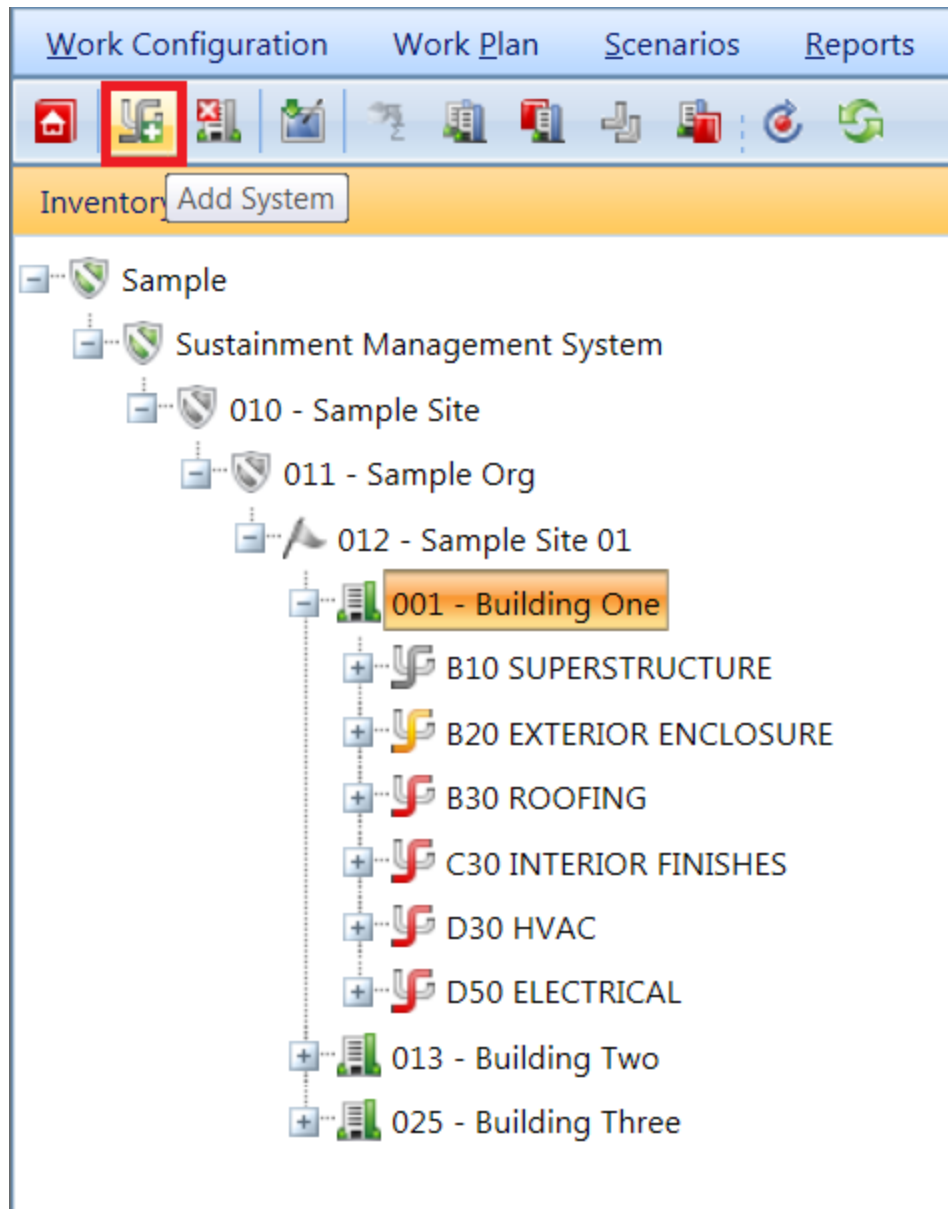 Work Configuration Work Plan Scenarios Reports
Inventory Add System
Sample
Sustainment Management System
010 - Sample Site
011 - Sample Org
012 - Sample Site 01
001 - Building One
B10 SUPERSTRUCTURE
B20 EXTERIOR ENCLOSURE
B30 ROOFING
C30 INTERIOR FINISHES
D30 HVAC
D50 ELECTRICAL
013 - Building Two
025 - Building Three